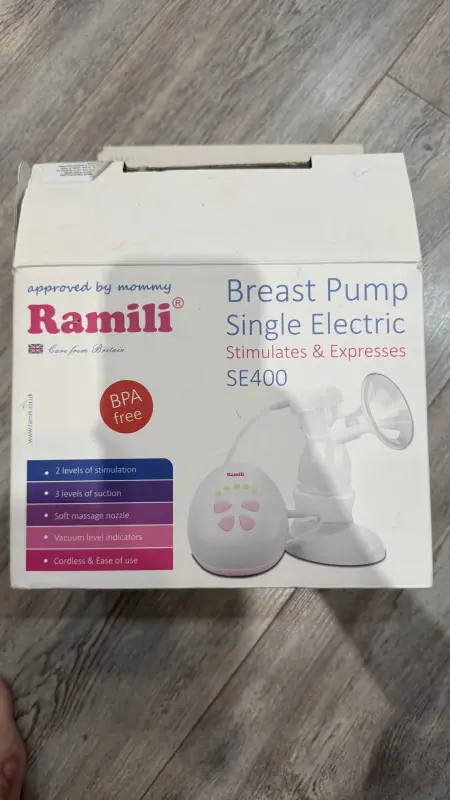 approved by mommy
Ramili®
Care from Britain
BPA
free
2 levels of stimulation
3 levels of suction
Soft massage nozzle
Vacuum level indicators
Cordless & Ease of use
Breast Pump
Single Electric
Stimulates & Expresses
SE400
Ramili